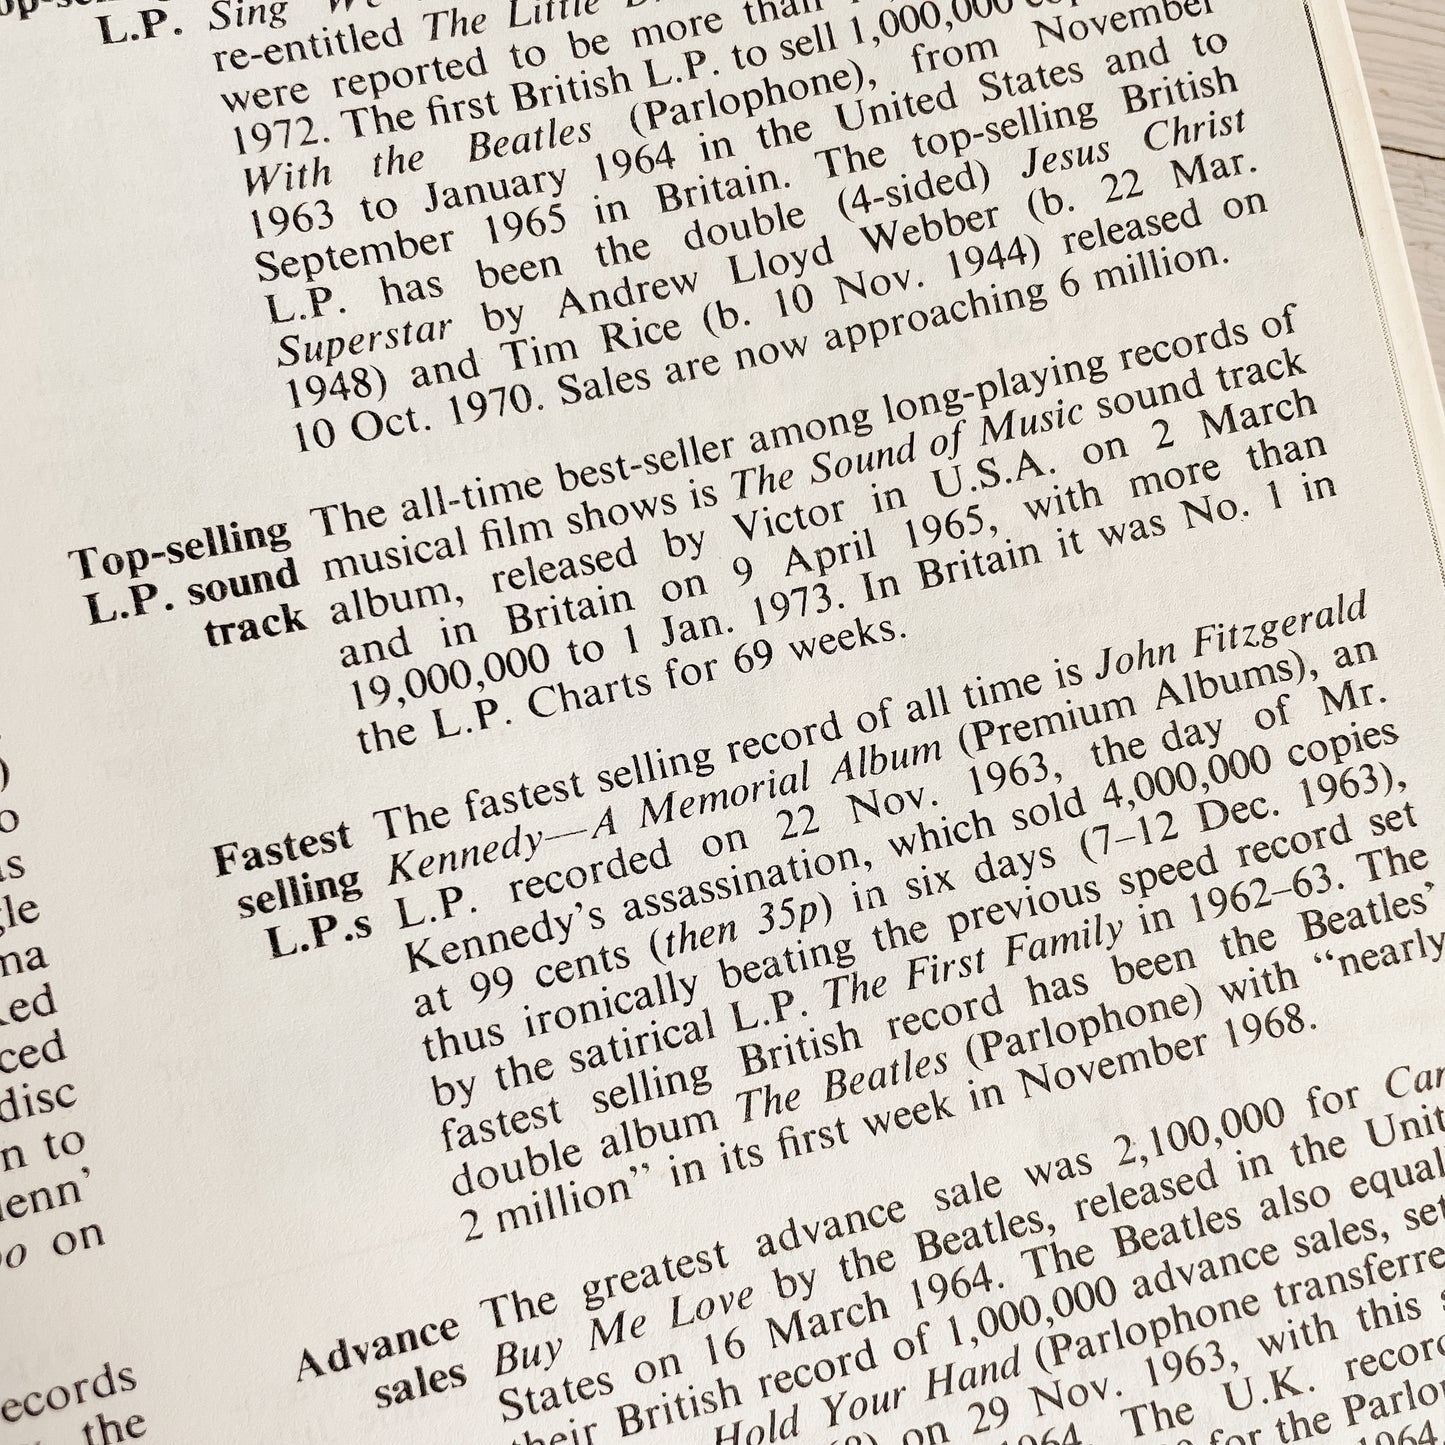 L.P. Sing
re-entitled The Little
were reported to be more than
1972. The first British L.P. to sell 1,000,000
With the Beatles (Parlophone), from November
1963 to January 1964 in the United States and to
September 1965 in Britain. The top-selling British
L.P. has been the double (4-sided) Jesus Christ
Superstar by Andrew Lloyd Webber (b. 22 Mar.
1948) and Tim Rice (b. 10 Nov. 1944) released on
10 Oct. 1970. Sales are now approaching 6 million.
Top-selling The all-time best-seller among long-playing records of
L.P. sound musical film shows is The Sound of Music sound track
track album, released by Victor in U.S.A. on 2 March
and in Britain on 9 April 1965, with more than
19,000,000 to 1 Jan. 1973. In Britain it was No. 1 in
the L.P. Charts for 69 weeks.
Fastest The fastest selling record of all time is John Fitzgerald
selling Kennedy—A Memorial Album (Premium Albums), an
L.P.s L.P. recorded on 22 Nov. 1963, the day of Mr.
Kennedy's assassination, which sold 4,000,000 copies
at 99 cents (then 35p) in six days (7–12 Dec. 1963),
thus ironically beating the previous speed record set
by the satirical L.P. The First Family in 1962–63. The
fastest selling British record has been the Beatles'
double album The Beatles (Parlophone) with "nearly
2 million" in its first week in November 1968.
Advance The greatest advance sale was 2,100,000 for
sales Buy Me Love by the Beatles, released in the
States on 16 March 1964. The Beatles also
their British record of 1,000,000 advance sales,
Hold Your Hand (Parlophone
on 29 Nov. 1963, with this
The U.K.
for the
disc
to
on
the